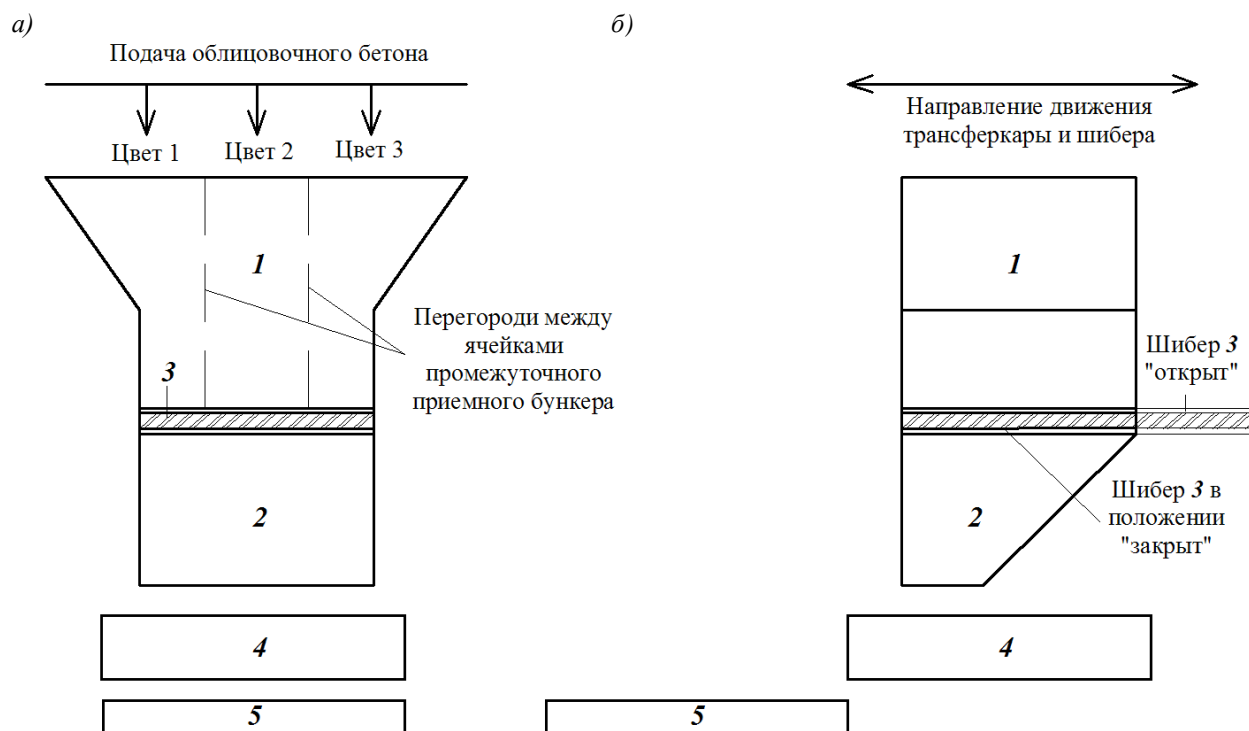 а)
Подача облицовочного бетона
Цвет 1
Цвет 2
Цвет 3
1
Перегороди между
ячейками
промежуточного
приемного бункера
3
2
4
5
б)
Направление движения
трансферкары и шибера
1
Шибер 3
"открыт"
2
Шибер 3 в
положении
"закрыт"
4
5